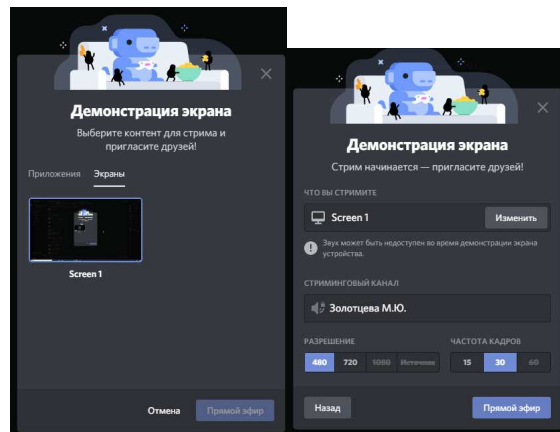 Демонстрация экрана
Выберите контент для стрима и
пригласите друзей!
Приложения Экраны
Screen 1
Отмена Прямой эфир
Демонстрация экрана
Стрим начинается — пригласите друзей!
ЧТО ВЫ СТРИМИТЕ
Screen 1 Изменить
Звук может быть недоступен во время демонстрации экрана
устройства.
СТРИМИНГОВЫЙ КАНАЛ
Золотцева М.Ю.
РАЗРЕШЕНИЕ ЧАСТОТА КАДРОВ
480 720 1080 Источник 15 30 60
Назад Прямой эфир